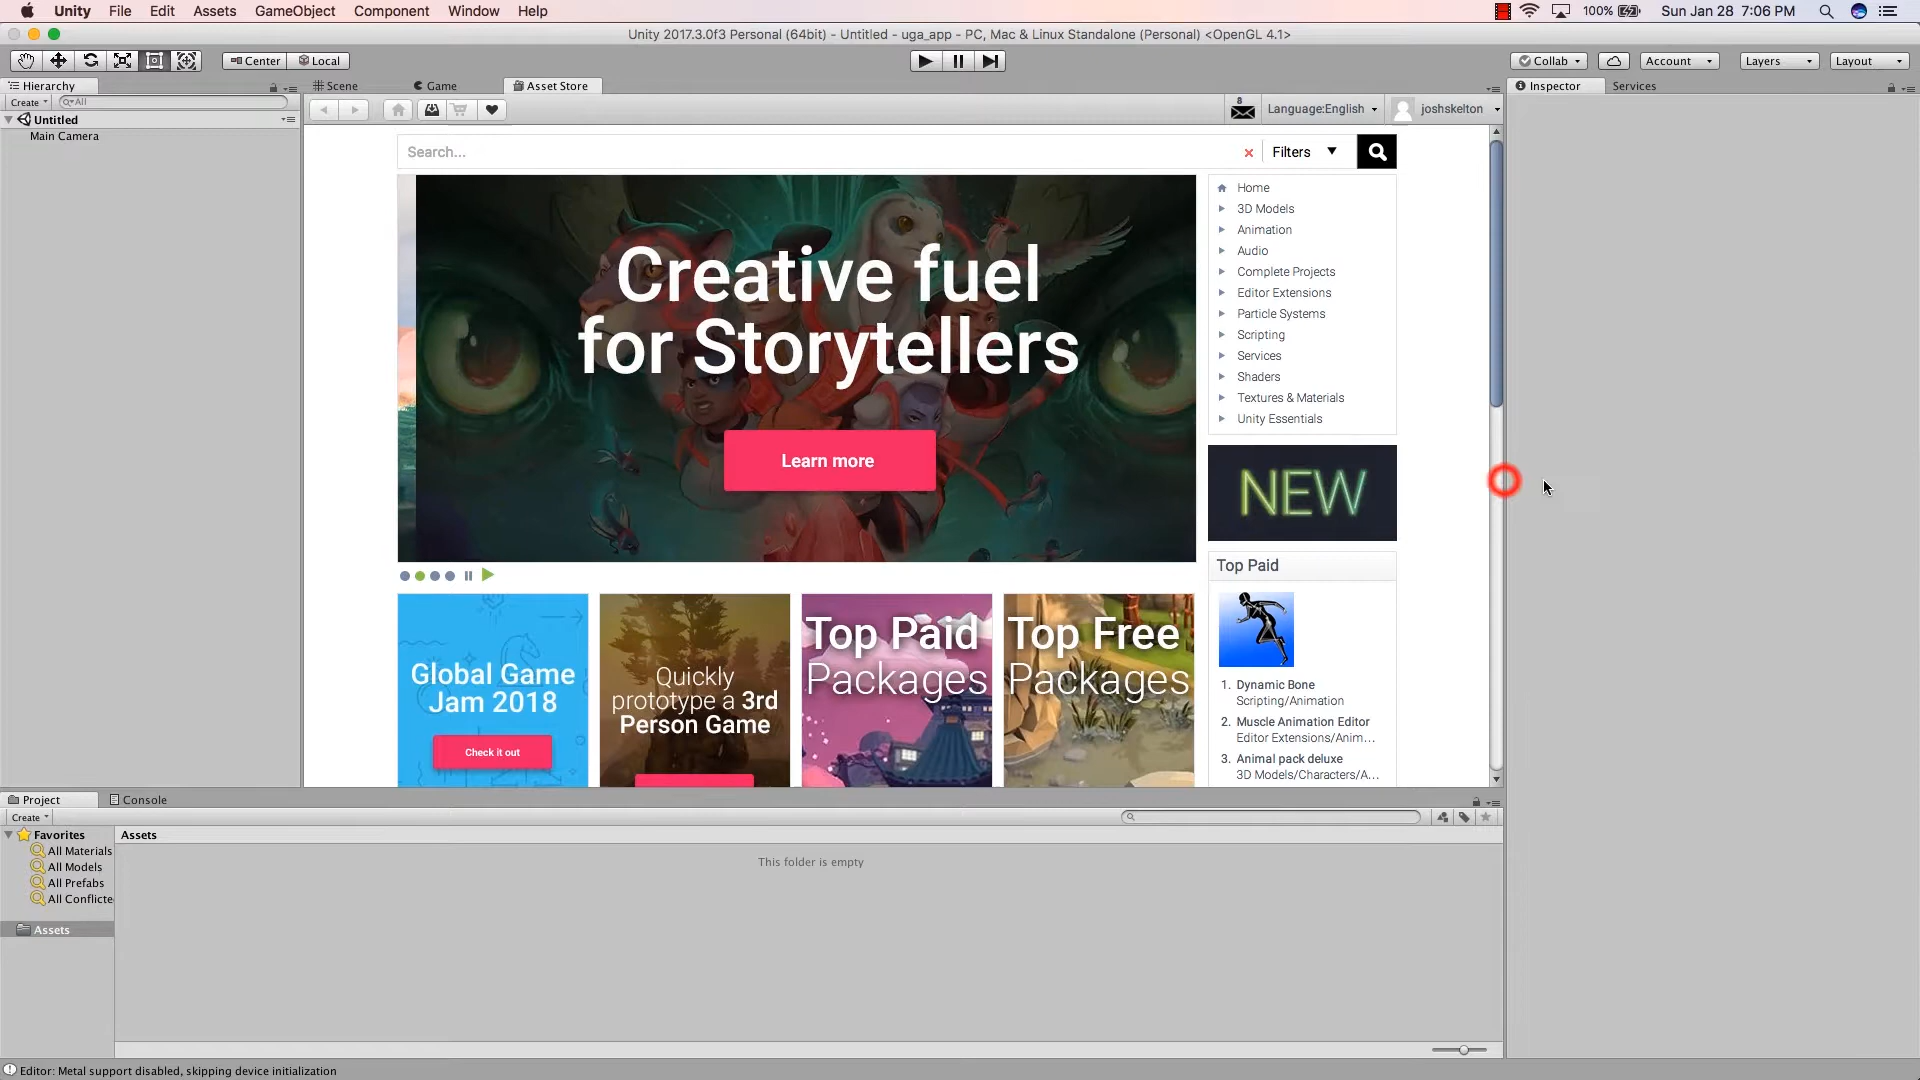 Unity File Edit Assets GameObject Component Window Help
100% Sun Jan 28 7:06 PM
Unity 2017.3.0f3 Personal (64bit) - Untitled - uga_app - PC, Mac & Linux Standalone (Personal) <OpenGL 4.1>
Center Local
Collab Account Layers Layout
Hierarchy
Scene Game Asset Store
Inspector Services
Create All
8
Language:English joshskelton
Untitled
Main Camera
Search...
Filters
Creative fuel
for Storytellers
Learn more
Home
3D Models
Animation
Audio
Complete Projects
Editor Extensions
Particle Systems
Scripting
Services
Shaders
Textures & Materials
Unity Essentials
NEW
Top Paid
1. Dynamic Bone
Scripting/Animation
2. Muscle Animation Editor
Editor Extensions/Anim...
3. Animal pack deluxe
3D Models/Characters/A...
Global Game
Jam 2018
Check it out
Quickly
prototype a 3rd
Person Game
Top Paid
Packages
Top Free
Packages
Project Console
Create
Favorites
All Materials
All Models
All Prefabs
All Conflicte
Assets
Assets
This folder is empty
Editor: Metal support disabled, skipping device initialization